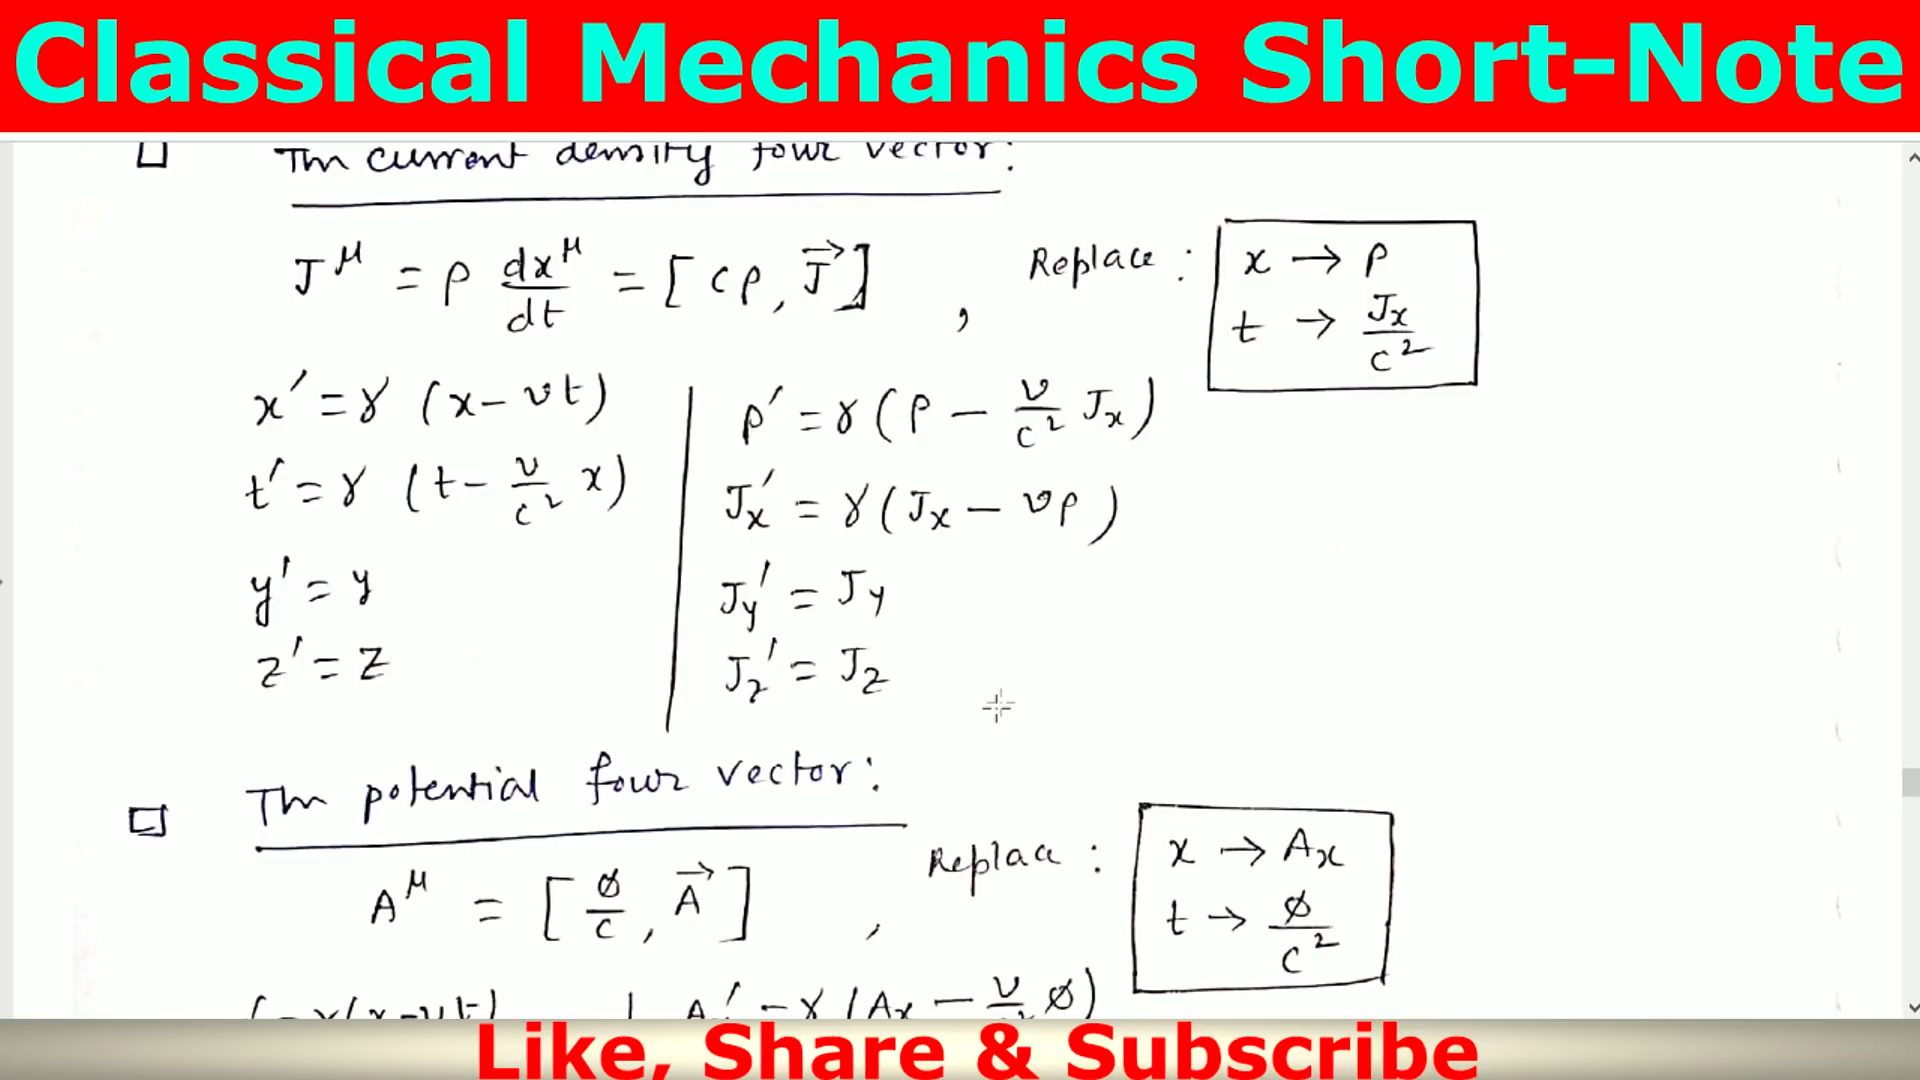 Classical Mechanics Short-Note
□ The current density four vector:
J^μ = ρ dx^μ/dt = [cρ, J⃗] , Replace : x → ρ
t → Jx/c²
x' = γ (x - vt)
t' = γ (t - v/c² x)
y' = y
z' = z
ρ' = γ (ρ - v/c² Jx)
Jx' = γ (Jx - vρ)
Jy' = Jy
Jz' = Jz
□ The potential four vector:
A^μ = [ø/c, A⃗] , Replace : x → Ax
t → ø/c²
Like, Share & Subscribe